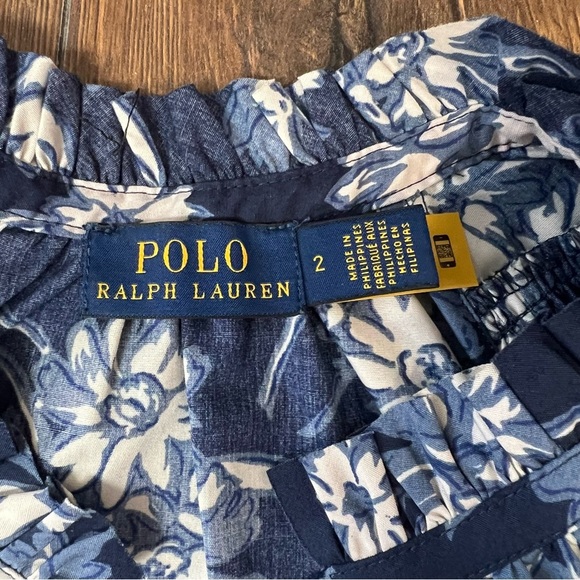 POLO
RALPH LAUREN
2
MADE IN
PHILIPPINES
FABRIQUÉ AUX
PHILIPPINES
HECHO EN
FILIPINAS